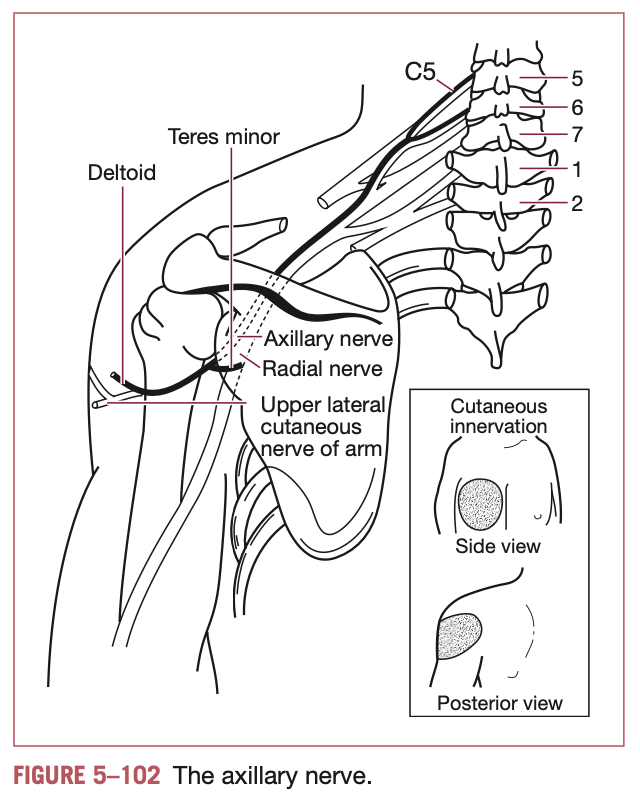 C5
5
6
7
1
2
Teres minor
Deltoid
Axillary nerve
Radial nerve
Upper lateral
cutaneous
nerve of arm
Cutaneous
innervation
Side view
Posterior view
FIGURE 5–102 The axillary nerve.